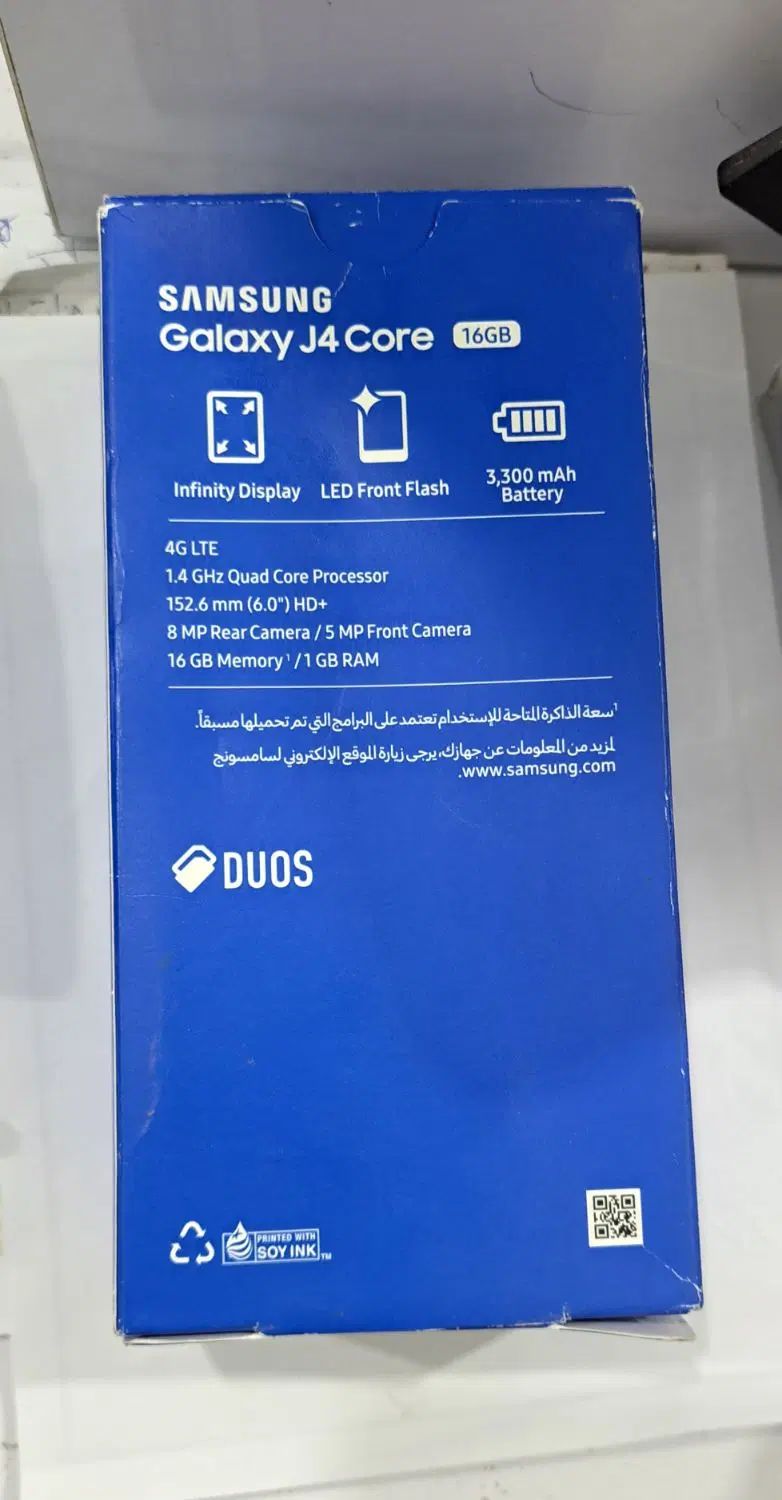 SAMSUNG
Galaxy J4 Core 16GB
Infinity Display
LED Front Flash
3,300 mAh
Battery
4G LTE
1.4 GHz Quad Core Processor
152.6 mm (6.0") HD+
8 MP Rear Camera / 5 MP Front Camera
16 GB Memory¹ / 1 GB RAM
¹سعة الذاكرة المتاحة للإستخدام تعتمد على البرامج التي تم تحميلها مسبقاً.
لمزيد من المعلومات عن جهازك، يرجى زيارة الموقع الإلكتروني لسامسونج
www.samsung.com.
DUOS
PRINTED WITH
SOY INK TM